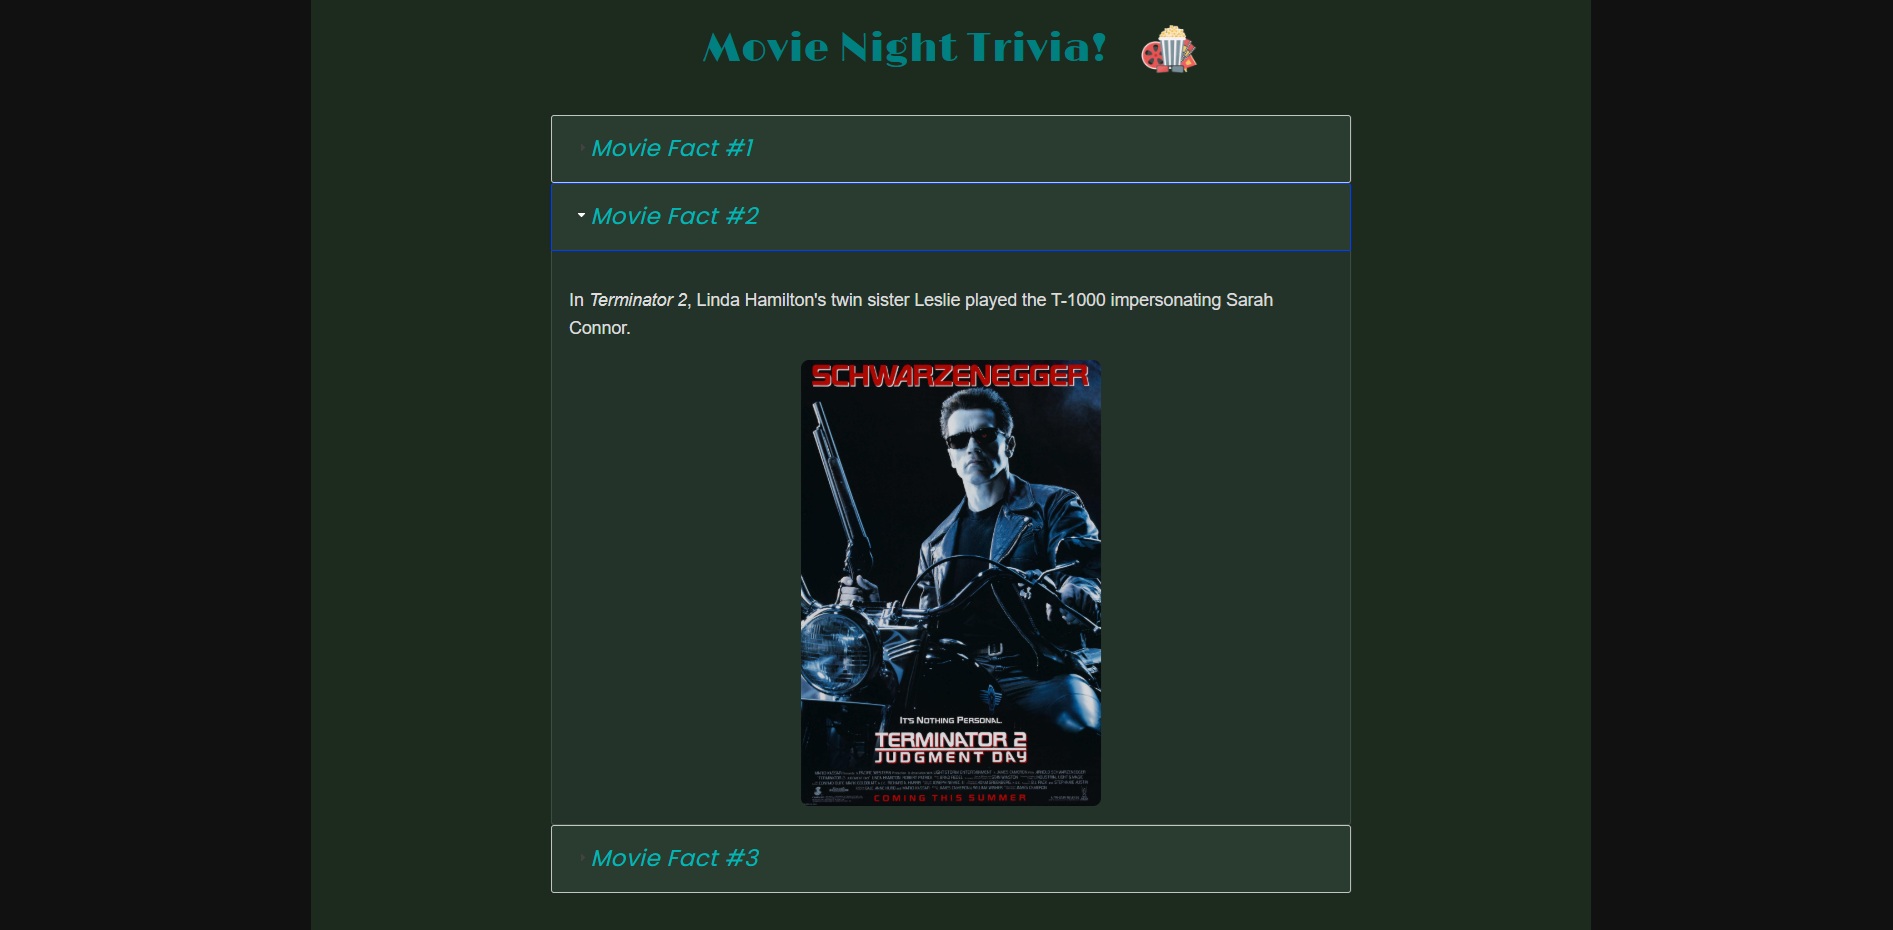 Movie Night Trivia!
Movie Fact #1
Movie Fact #2
In Terminator 2, Linda Hamilton's twin sister Leslie played the T-1000 impersonating Sarah
Connor.
SCHWARZENEGGER
IT'S NOTHING PERSONAL.
TERMINATOR 2
JUDGMENT DAY
COMING THIS SUMMER
Movie Fact #3